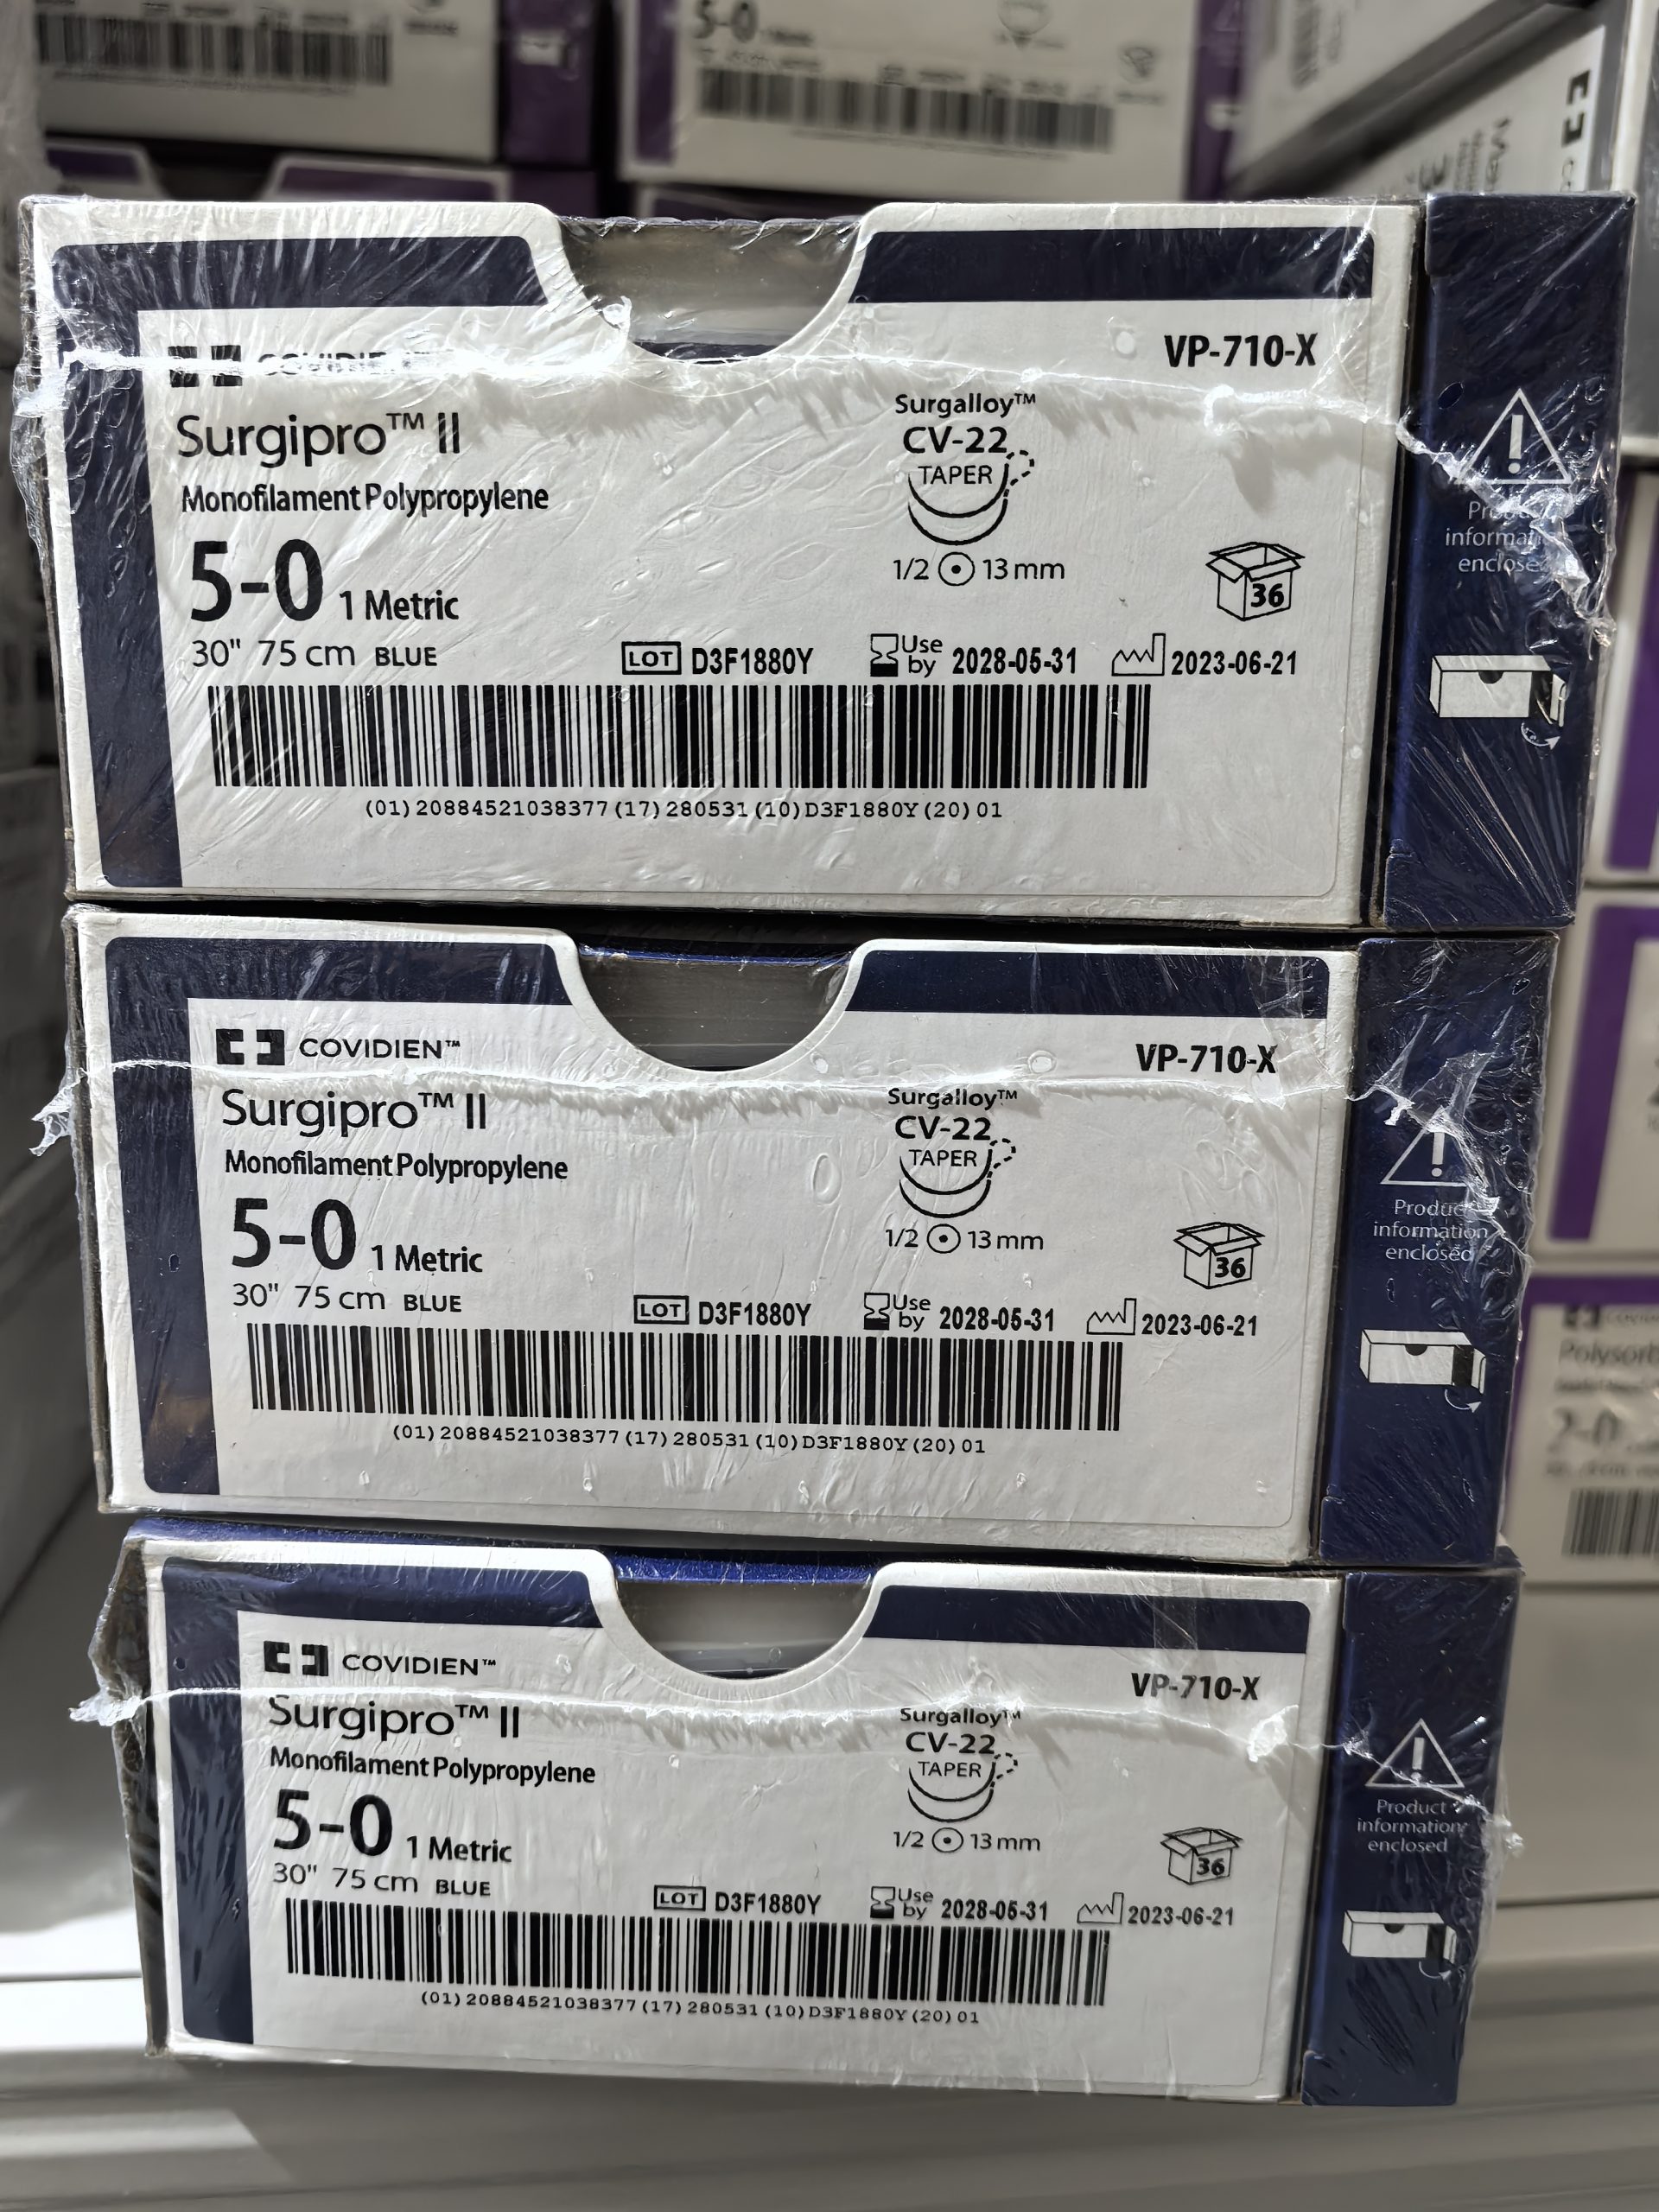 5-0
COVIDIEN
VP-710-X
Surgipro™ II
Monofilament Polypropylene
Surgalloy™
CV-22
TAPER
5-0 1 Metric
1/2 13 mm
36
30" 75 cm BLUE
LOT D3F1880Y Use by 2028-05-31 2023-06-21
(01) 20884521038377 (17) 280531 (10) D3F1880Y (20) 01
Product
information
enclosed
COVIDIEN™
VP-710-X
Surgipro™ II
Monofilament Polypropylene
Surgalloy™
CV-22
TAPER
5-0 1 Metric
1/2 13 mm
36
30" 75 cm BLUE
LOT D3F1880Y Use by 2028-05-31 2023-06-21
(01) 20884521038377 (17) 280531 (10) D3F1880Y (20) 01
Product
information
enclosed
COVIDIEN™
VP-710-X
Surgipro™ II
Monofilament Polypropylene
Surgalloy™
CV-22
TAPER
5-0 1 Metric
1/2 13 mm
36
30" 75 cm BLUE
LOT D3F1880Y Use by 2028-05-31 2023-06-21
(01) 20884521038377 (17) 280531 (10) D3F1880Y (20) 01
Product
information
enclosed
Polysorb
2-0